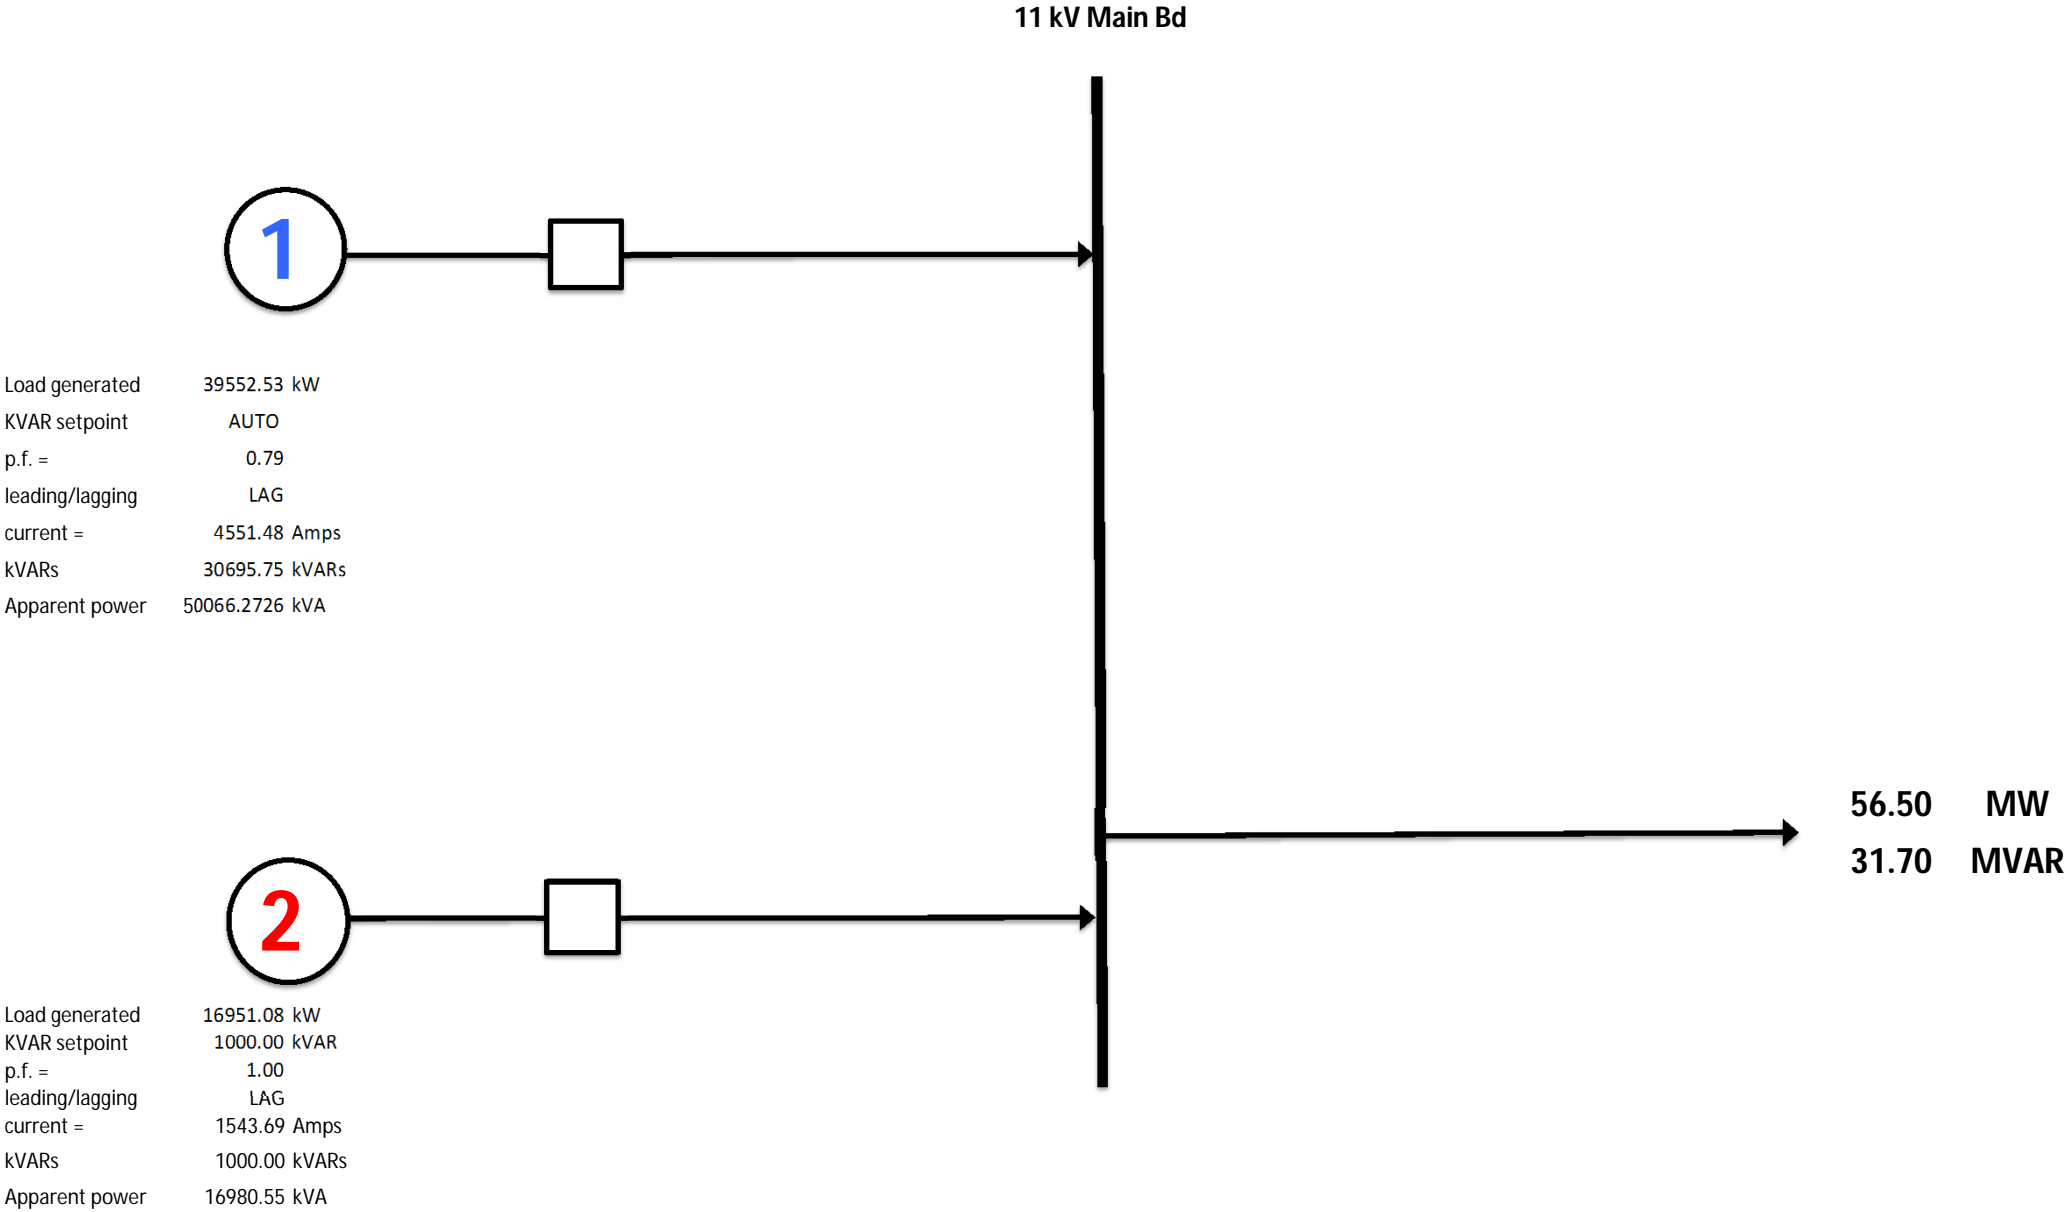 11 kV Main Bd
1
Load generated 39552.53 kW
KVAR setpoint AUTO
p.f. = 0.79
leading/lagging LAG
current = 4551.48 Amps
kVARs 30695.75 kVARs
Apparent power 50066.2726 kVA
56.50 MW
31.70 MVAR
2
Load generated 16951.08 kW
KVAR setpoint 1000.00 kVAR
p.f. = 1.00
leading/lagging LAG
current = 1543.69 Amps
kVARs 1000.00 kVARs
Apparent power 16980.55 kVA